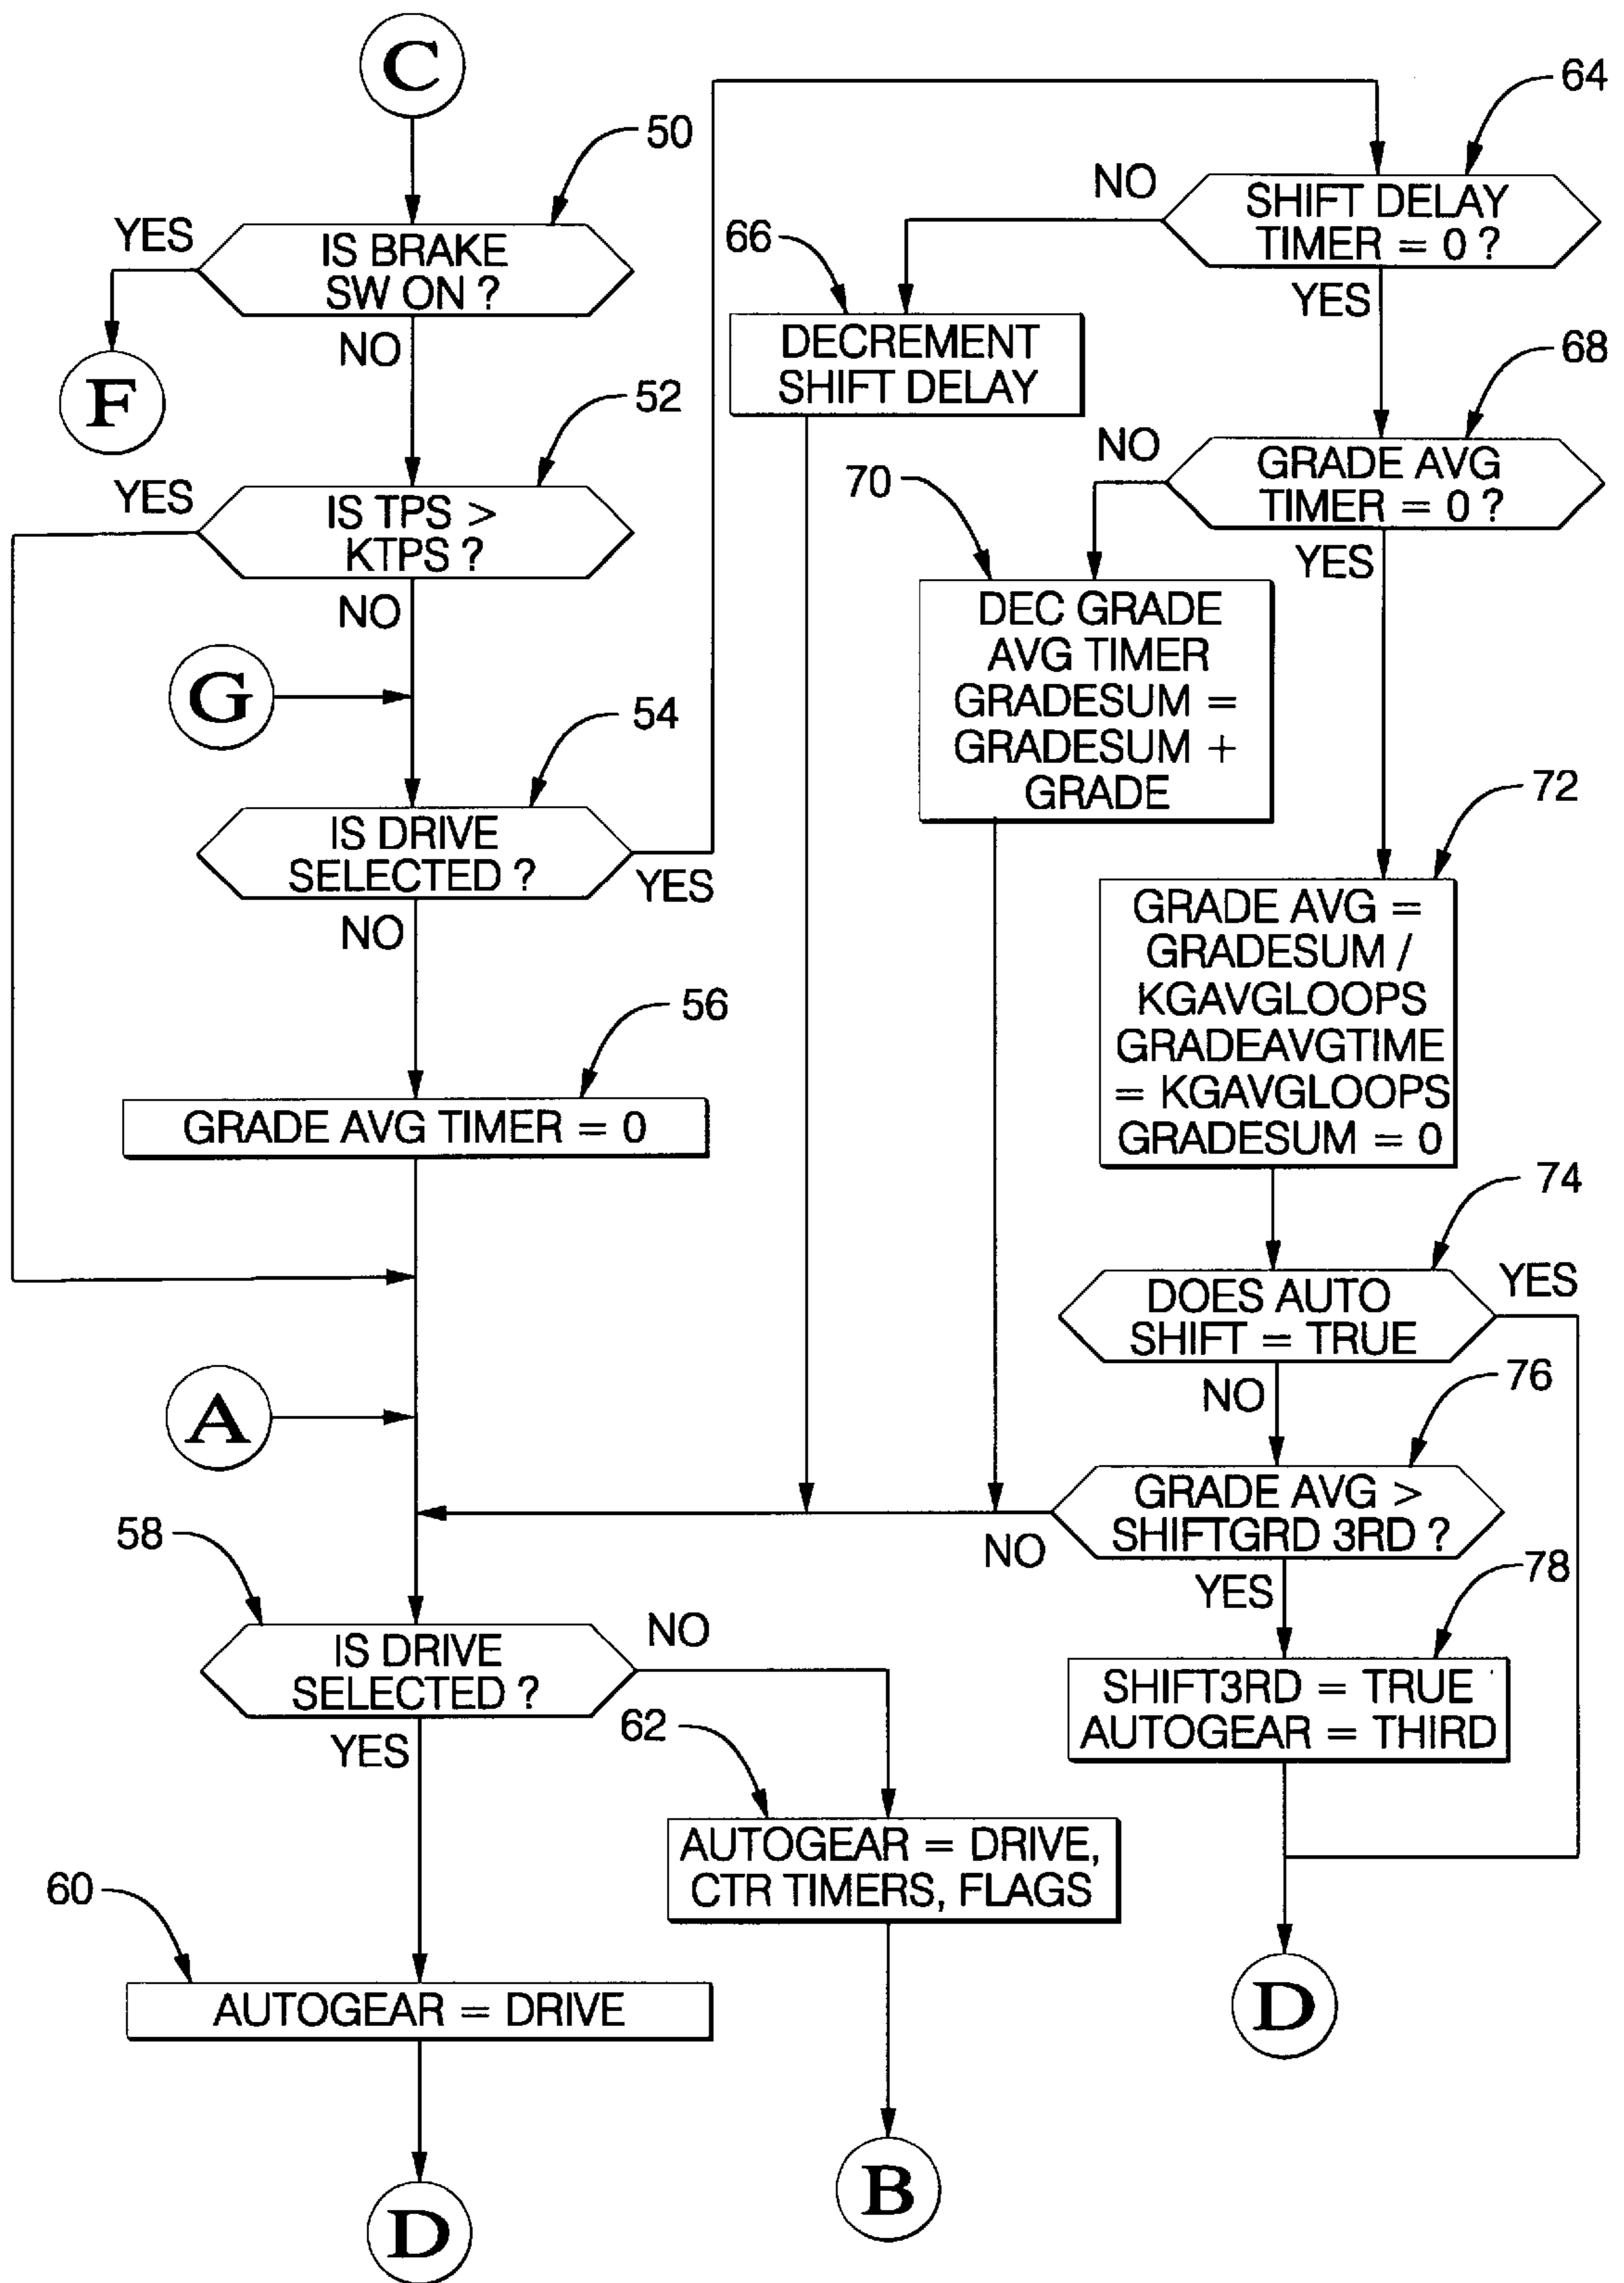 C
50
YES
IS BRAKE
SW ON ?
NO
F
52
YES
IS TPS >
KTPS ?
NO
G
54
IS DRIVE
SELECTED ?
YES
NO
56
GRADE AVG TIMER = 0
A
58
IS DRIVE
SELECTED ?
NO
YES
60
AUTOGEAR = DRIVE
D
62
AUTOGEAR = DRIVE,
CTR TIMERS, FLAGS
B
64
SHIFT DELAY
TIMER = 0 ?
NO
YES
66
DECREMENT
SHIFT DELAY
68
GRADE AVG
TIMER = 0 ?
NO
YES
70
DEC GRADE
AVG TIMER
GRADESUM =
GRADESUM +
GRADE
72
GRADE AVG =
GRADESUM /
KGAVGLOOPS
GRADEAVGTIME
= KGAVGLOOPS
GRADESUM = 0
74
DOES AUTO
SHIFT = TRUE
YES
NO
76
GRADE AVG >
SHIFTGRD 3RD ?
NO
YES
78
SHIFT3RD = TRUE
AUTOGEAR = THIRD
D